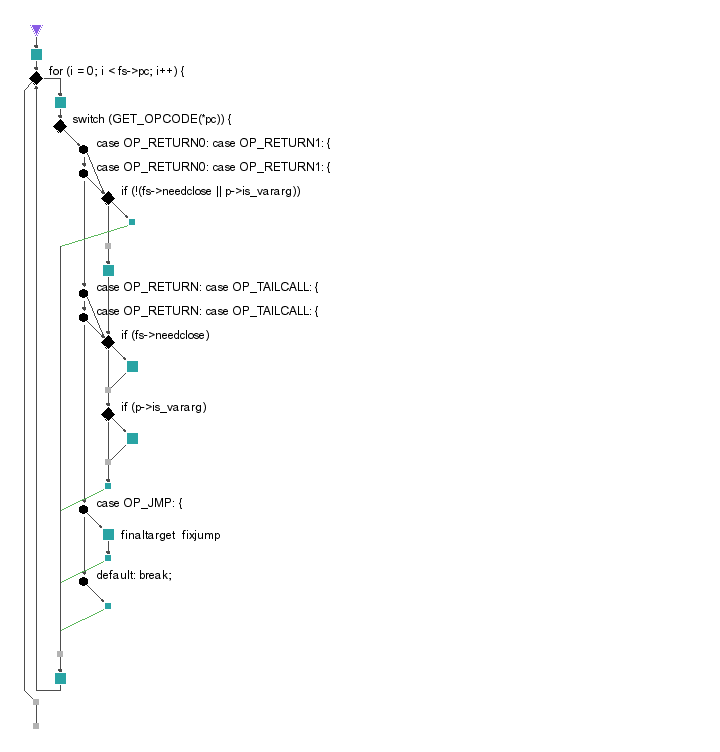 for (i = 0; i < fs->pc; i++) {
switch (GET_OPCODE(*pc)) {
case OP_RETURN0: case OP_RETURN1: {
case OP_RETURN0: case OP_RETURN1: {
if (!(fs->needclose || p->is_vararg))
case OP_RETURN: case OP_TAILCALL: {
case OP_RETURN: case OP_TAILCALL: {
if (fs->needclose)
if (p->is_vararg)
case OP_JMP: {
finaltarget fixjump
default: break;